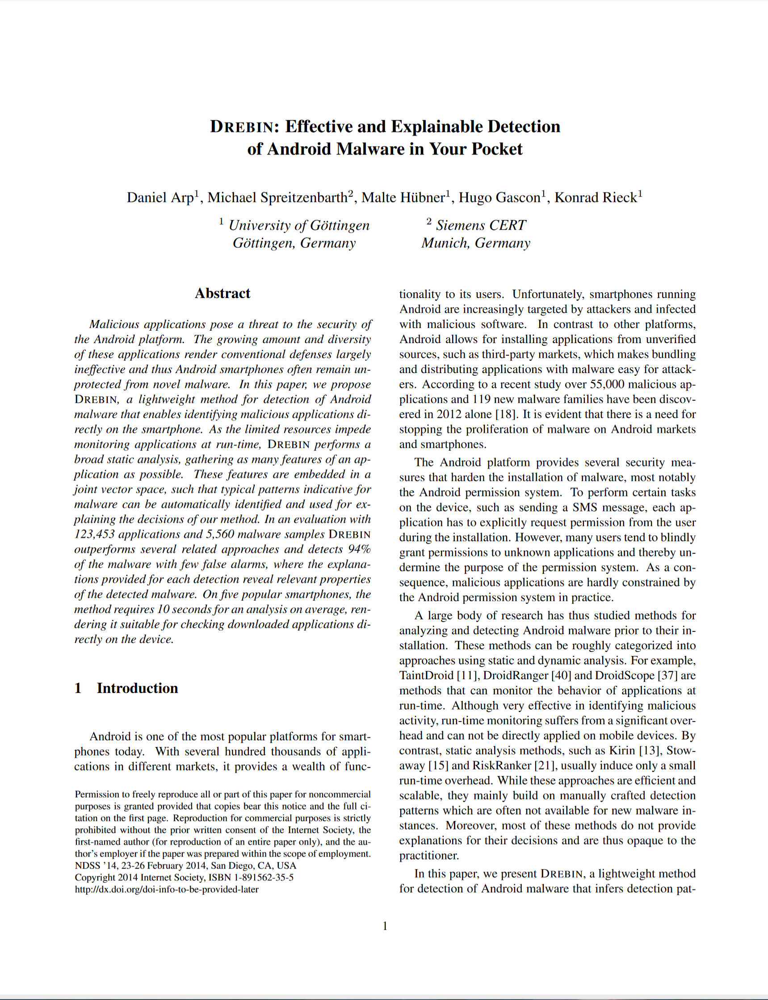 DREBIN: Effective and Explainable Detection
of Android Malware in Your Pocket
Daniel Arp1, Michael Spreitzenbarth2, Malte Hübner1, Hugo Gascon1, Konrad Rieck1
1 University of Göttingen
Göttingen, Germany
2 Siemens CERT
Munich, Germany
Abstract
Malicious applications pose a threat to the security of
the Android platform. The growing amount and diversity
of these applications render conventional defenses largely
ineffective and thus Android smartphones often remain un-
protected from novel malware. In this paper, we propose
DREBIN, a lightweight method for detection of Android
malware that enables identifying malicious applications di-
rectly on the smartphone. As the limited resources impede
monitoring applications at run-time, DREBIN performs a
broad static analysis, gathering as many features of an ap-
plication as possible. These features are embedded in a
joint vector space, such that typical patterns indicative for
malware can be automatically identified and used for ex-
plaining the decisions of our method. In an evaluation with
123,453 applications and 5,560 malware samples DREBIN
outperforms several related approaches and detects 94%
of the malware with few false alarms, where the explana-
tions provided for each detection reveal relevant properties
of the detected malware. On five popular smartphones, the
method requires 10 seconds for an analysis on average, ren-
dering it suitable for checking downloaded applications di-
rectly on the device.
1 Introduction
Android is one of the most popular platforms for smart-
phones today. With several hundred thousands of appli-
cations in different markets, it provides a wealth of func-
Permission to freely reproduce all or part of this paper for noncommercial
purposes is granted provided that copies bear this notice and the full ci-
tation on the first page. Reproduction for commercial purposes is strictly
prohibited without the prior written consent of the Internet Society, the
first-named author (for reproduction of an entire paper only), and the au-
thor's employer if the paper was prepared within the scope of employment.
NDSS '14, 23-26 February 2014, San Diego, CA, USA
Copyright 2014 Internet Society, ISBN 1-891562-35-5
http://dx.doi.org/doi-info-to-be-provided-later
tionality to its users. Unfortunately, smartphones running
Android are increasingly targeted by attackers and infected
with malicious software. In contrast to other platforms,
Android allows for installing applications from unverified
sources, such as third-party markets, which makes bundling
and distributing applications with malware easy for attack-
ers. According to a recent study over 55,000 malicious ap-
plications and 119 new malware families have been discov-
ered in 2012 alone [18]. It is evident that there is a need for
stopping the proliferation of malware on Android markets
and smartphones.
The Android platform provides several security mea-
sures that harden the installation of malware, most notably
the Android permission system. To perform certain tasks
on the device, such as sending a SMS message, each ap-
plication has to explicitly request permission from the user
during the installation. However, many users tend to blindly
grant permissions to unknown applications and thereby un-
dermine the purpose of the permission system. As a con-
sequence, malicious applications are hardly constrained by
the Android permission system in practice.
A large body of research has thus studied methods for
analyzing and detecting Android malware prior to their in-
stallation. These methods can be roughly categorized into
approaches using static and dynamic analysis. For example,
TaintDroid [11], DroidRanger [40] and DroidScope [37] are
methods that can monitor the behavior of applications at
run-time. Although very effective in identifying malicious
activity, run-time monitoring suffers from a significant over-
head and can not be directly applied on mobile devices. By
contrast, static analysis methods, such as Kirin [13], Stow-
away [15] and RiskRanker [21], usually induce only a small
run-time overhead. While these approaches are efficient and
scalable, they mainly build on manually crafted detection
patterns which are often not available for new malware in-
stances. Moreover, most of these methods do not provide
explanations for their decisions and are thus opaque to the
practitioner.
In this paper, we present DREBIN, a lightweight method
for detection of Android malware that infers detection pat-
1